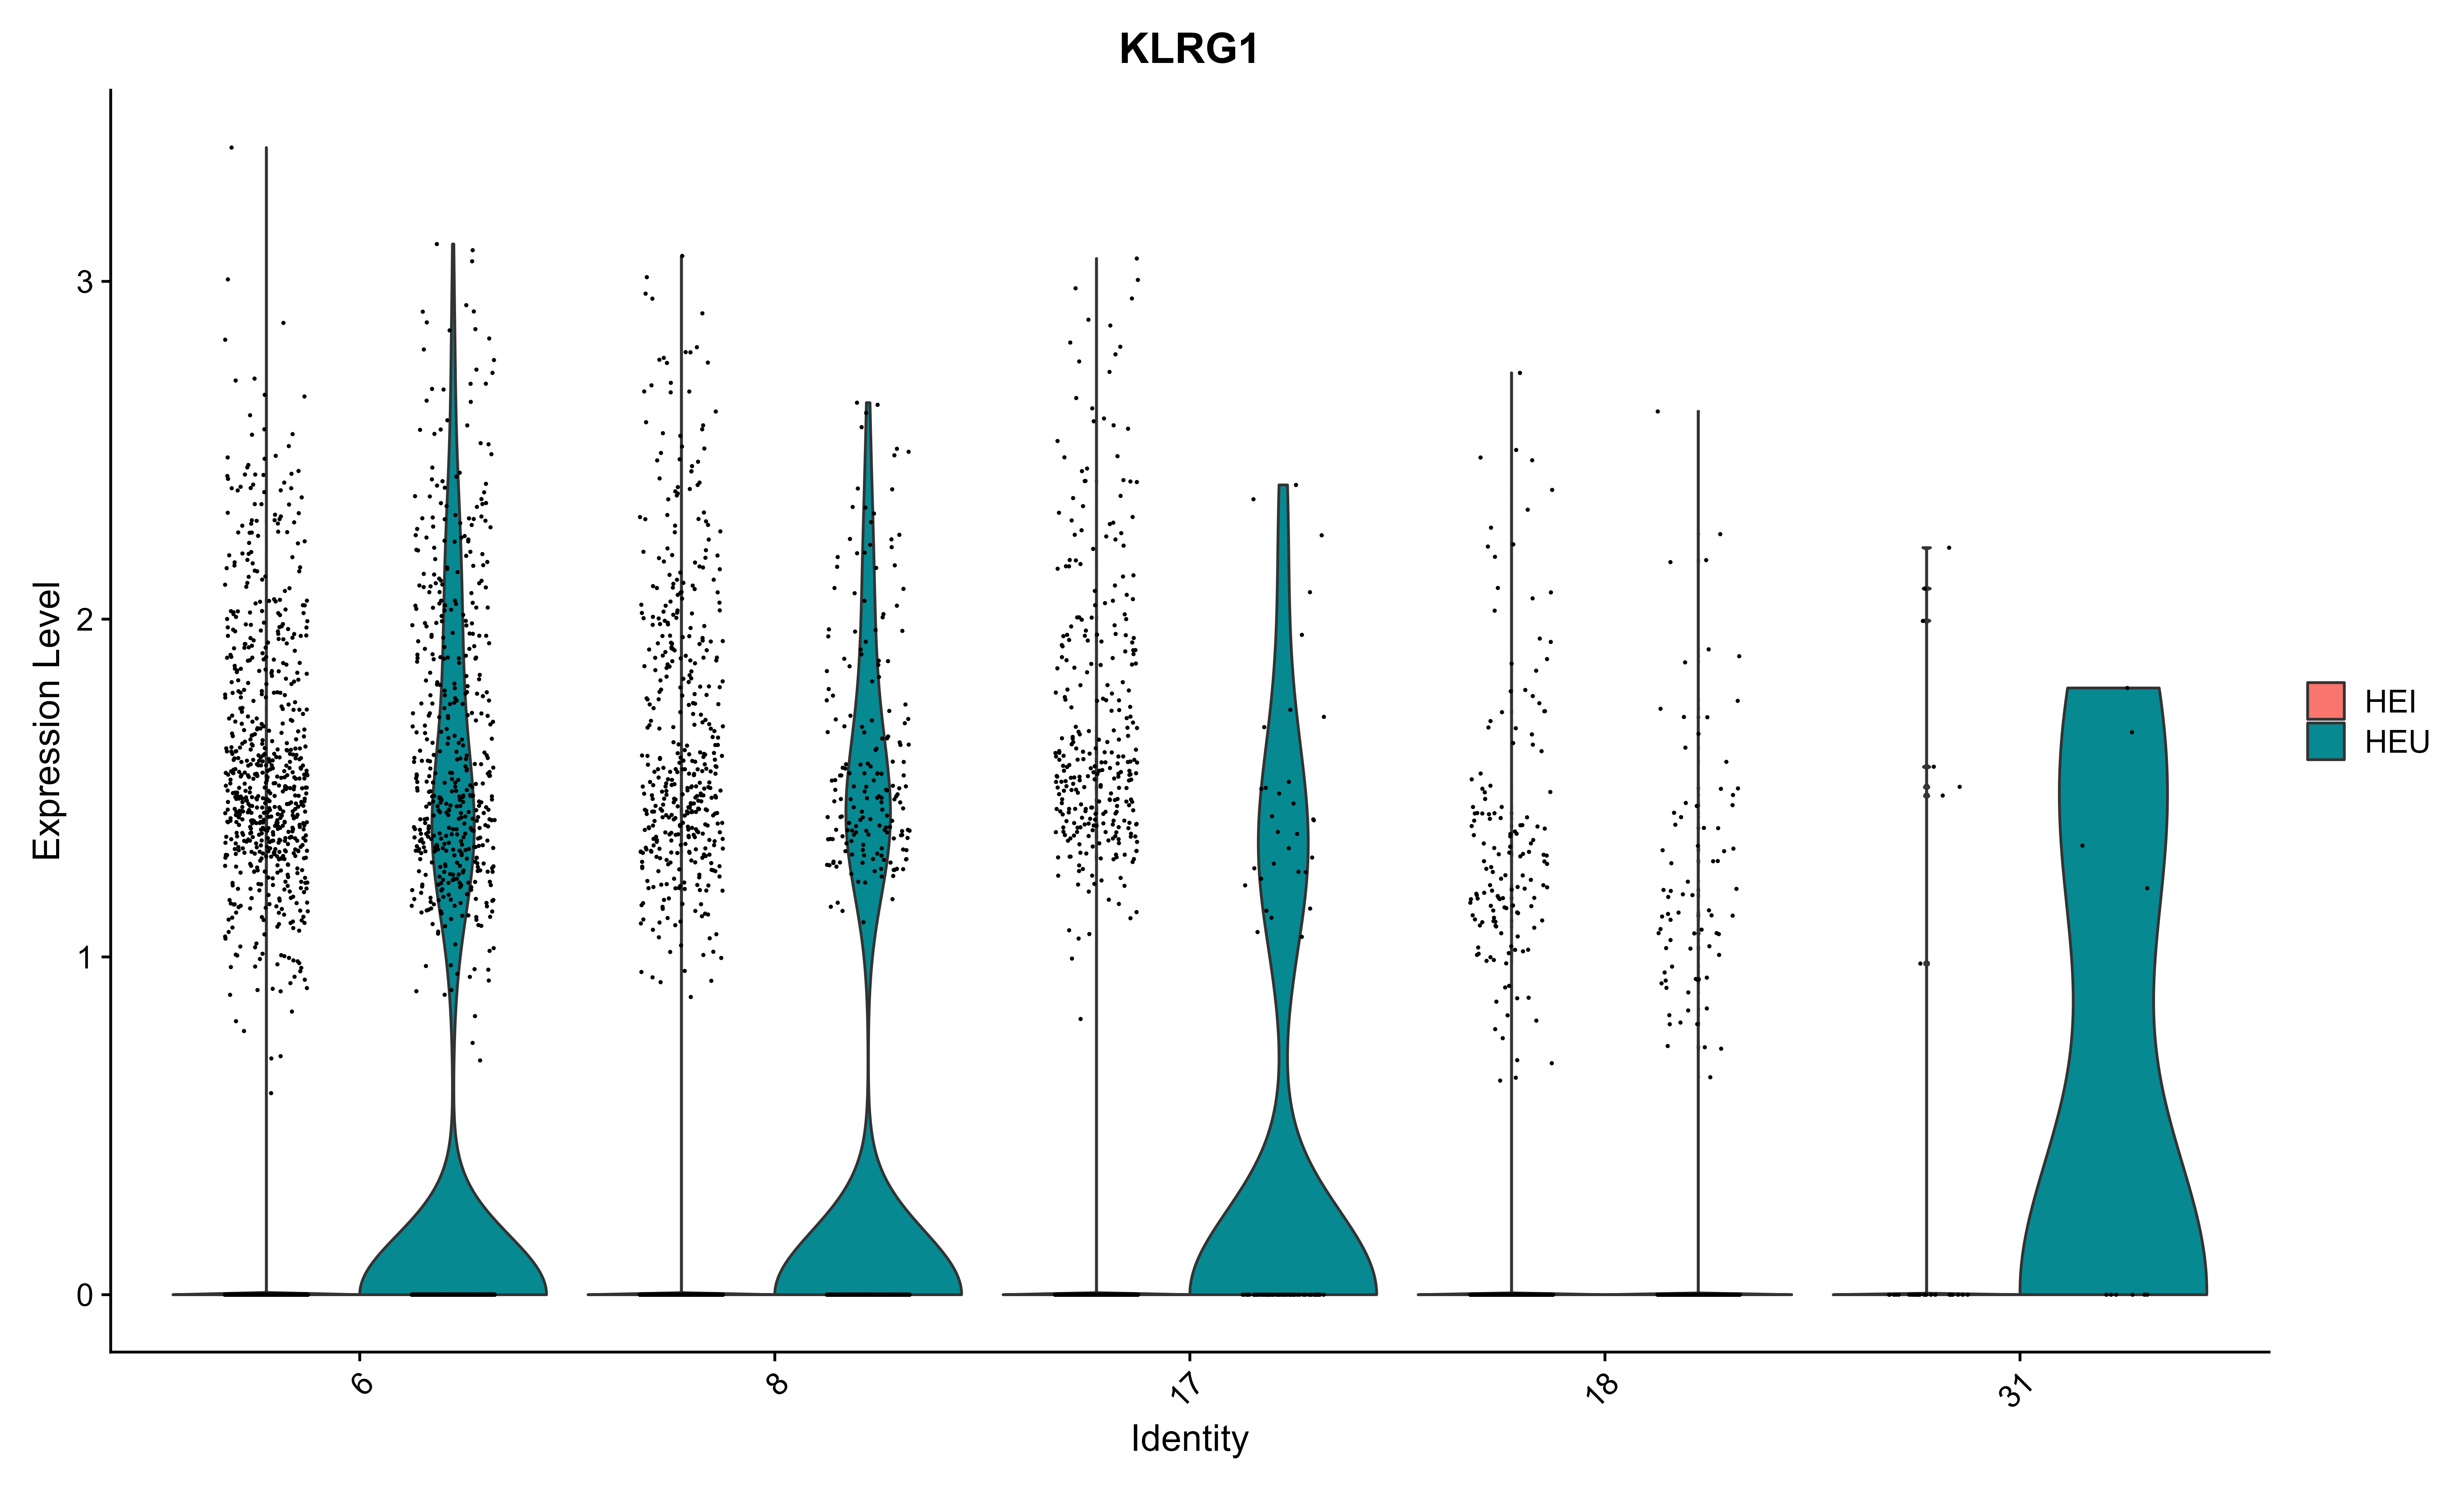 KLRG1
Expression Level
3
2
1
0
6
8
17
18
31
Identity
HEI
HEU